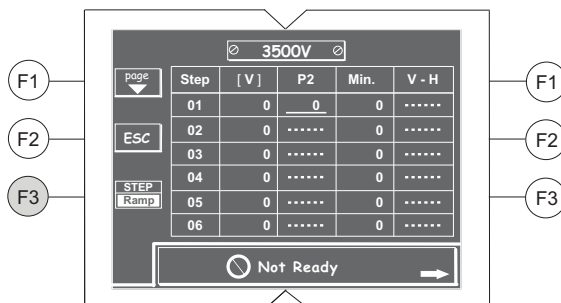 3500V
F1 page Step [ V ] P2 Min. V - H F1
01 0 0 0 ······
F2 ESC 02 0 ······ 0 ······ F2
03 0 ······ 0 ······
F3 STEP 04 0 ······ 0 ······ F3
Ramp 05 0 ······ 0 ······
06 0 ······ 0 ······
Not Ready